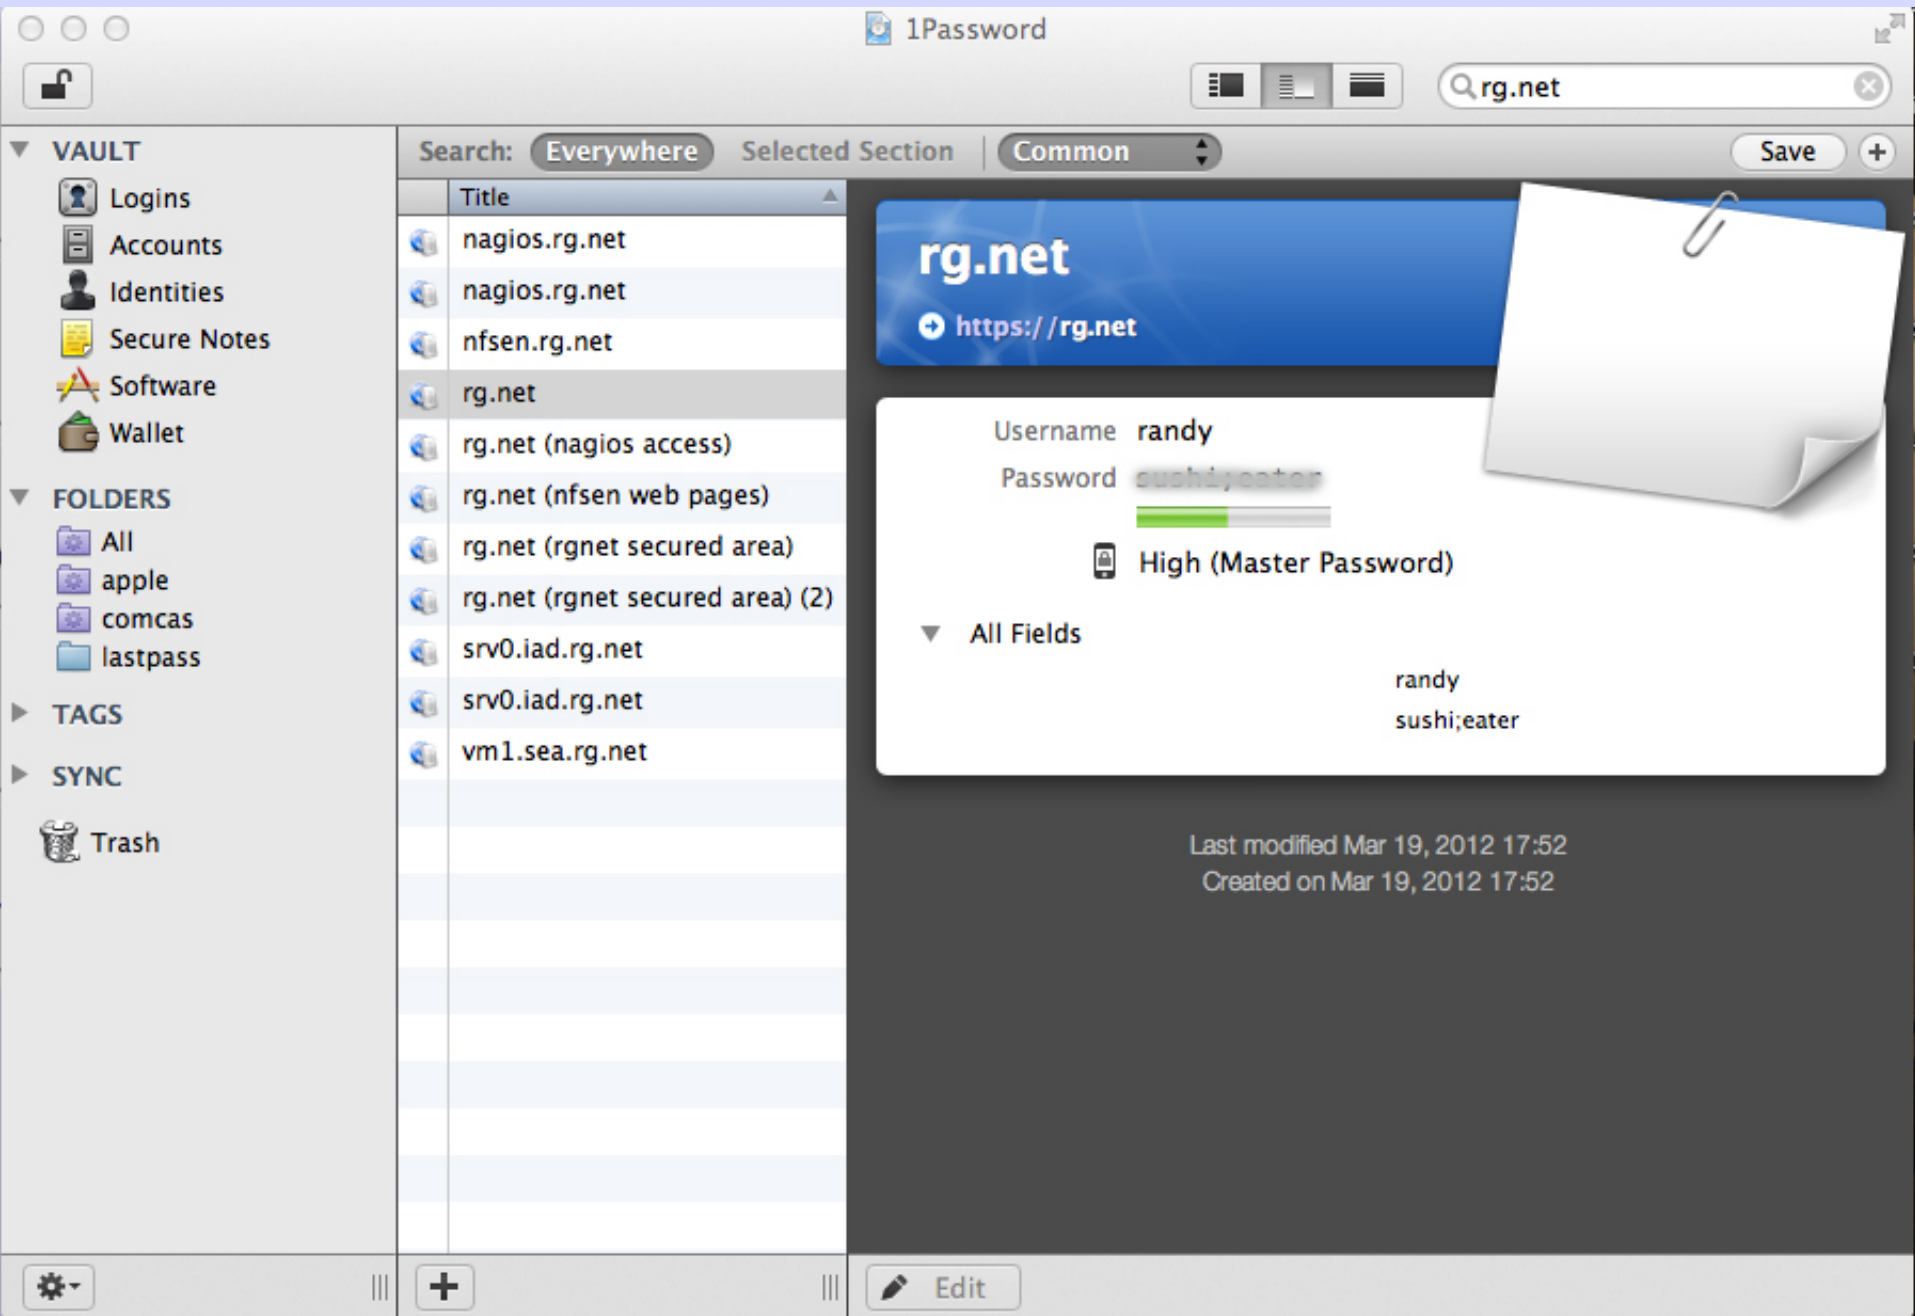 1Password
rg.net
VAULT
Logins
Accounts
Identities
Secure Notes
Software
Wallet
FOLDERS
All
apple
comcas
lastpass
TAGS
SYNC
Trash
Search: Everywhere Selected Section Common Save
Title
nagios.rg.net
nagios.rg.net
nfsen.rg.net
rg.net
rg.net (nagios access)
rg.net (nfsen web pages)
rg.net (rgnet secured area)
rg.net (rgnet secured area) (2)
srv0.iad.rg.net
srv0.iad.rg.net
vm1.sea.rg.net
rg.net
https://rg.net
Username randy
Password sushi;eater
High (Master Password)
All Fields
randy
sushi;eater
Last modified Mar 19, 2012 17:52
Created on Mar 19, 2012 17:52
Edit